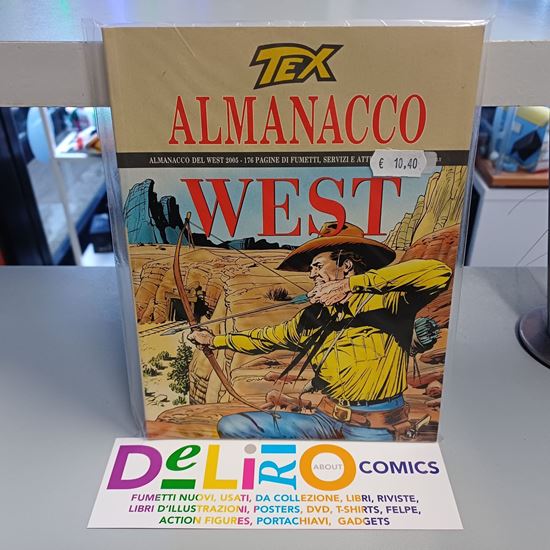 TEX
ALMANACCO
ALMANACCO DEL WEST 2005 - 176 PAGINE DI FUMETTI, SERVIZI E
€ 10,40
WEST
DeLiRiO ABOUT COMICS
FUMETTI NUOVI, USATI, DA COLLEZIONE, LIBRI, RIVISTE,
LIBRI D'ILLUSTRAZIONI, POSTERS, DVD, T-SHIRTS, FELPE,
ACTION FIGURES, PORTACHIAVI, GADGETS